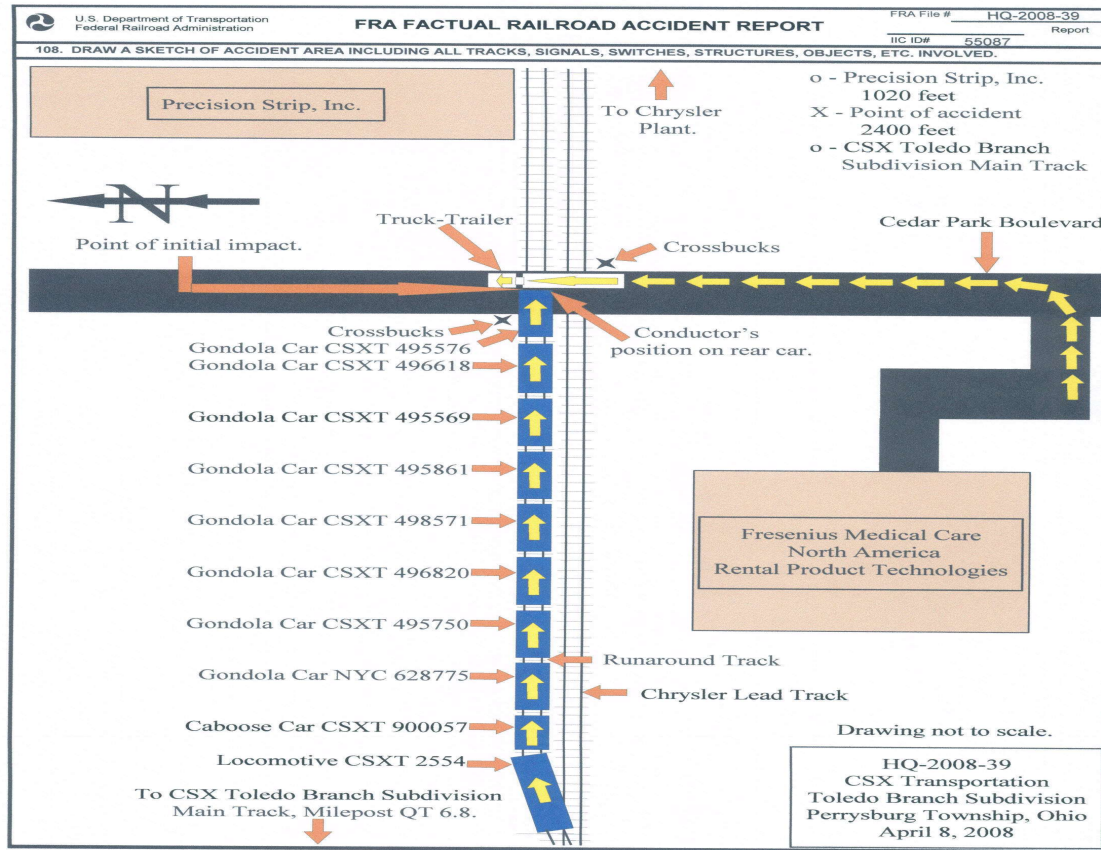 U.S. Department of Transportation
Federal Railroad Administration
FRA FACTUAL RAILROAD ACCIDENT REPORT
FRA File # HQ-2008-39
Report
IIC ID# 55087
108. DRAW A SKETCH OF ACCIDENT AREA INCLUDING ALL TRACKS, SIGNALS, SWITCHES, STRUCTURES, OBJECTS, ETC. INVOLVED.
Precision Strip, Inc.
To Chrysler
Plant.
o - Precision Strip, Inc.
1020 feet
X - Point of accident
2400 feet
o - CSX Toledo Branch
Subdivision Main Track
N
Truck-Trailer
Cedar Park Boulevard
Point of initial impact.
Crossbucks
Crossbucks
Conductor's
position on rear car.
Gondola Car CSXT 495576
Gondola Car CSXT 496618
Gondola Car CSXT 495569
Gondola Car CSXT 495861
Gondola Car CSXT 498571
Gondola Car CSXT 496820
Gondola Car CSXT 495750
Fresenius Medical Care
North America
Rental Product Technologies
Runaround Track
Gondola Car NYC 628775
Chrysler Lead Track
Caboose Car CSXT 900057
Locomotive CSXT 2554
To CSX Toledo Branch Subdivision
Main Track, Milepost QT 6.8.
Drawing not to scale.
HQ-2008-39
CSX Transportation
Toledo Branch Subdivision
Perrysburg Township, Ohio
April 8, 2008